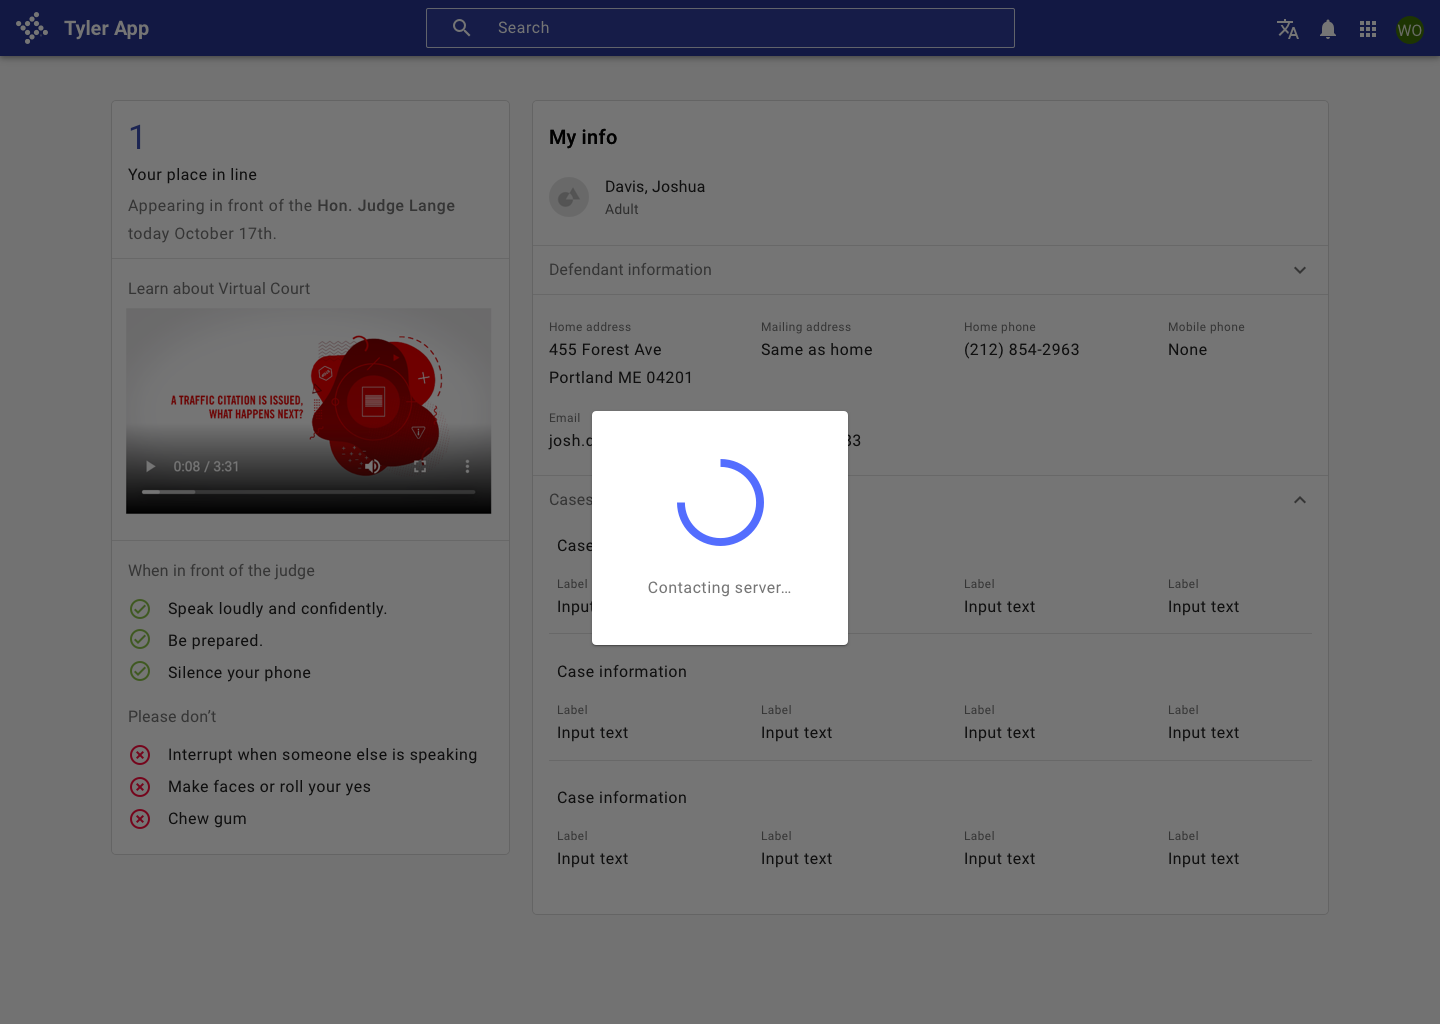 Tyler App
Search
WO
1
Your place in line
Appearing in front of the Hon. Judge Lange
today October 17th.
Learn about Virtual Court
A TRAFFIC CITATION IS ISSUED,
WHAT HAPPENS NEXT?
0:08 / 3:31
When in front of the judge
Speak loudly and confidently.
Be prepared.
Silence your phone
Please don't
Interrupt when someone else is speaking
Make faces or roll your yes
Chew gum
My info
Davis, Joshua
Adult
Defendant information
Home address Mailing address Home phone Mobile phone
455 Forest Ave Same as home (212) 854-2963 None
Portland ME 04201
Email
Cases
Contacting server…
Case
Label Label Label
Input text Input text
Case information
Label Label Label Label
Input text Input text Input text Input text
Case information
Label Label Label Label
Input text Input text Input text Input text